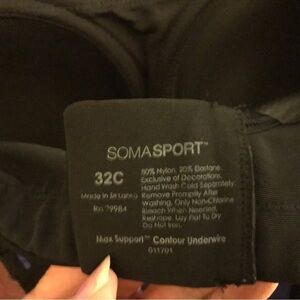 SOMASPORT™
32C
Made in Sri Lanka
Rn 79984
80% Nylon, 20% Elastane.
Exclusive of Decorations.
Hand Wash Cold Separately.
Remove Promptly After
Washing. Only Non-Chlorine
Bleach When Needed.
Reshape. Lay Flat To Dry
Do Not Iron.
Max Support™ Contour Underwire
011701